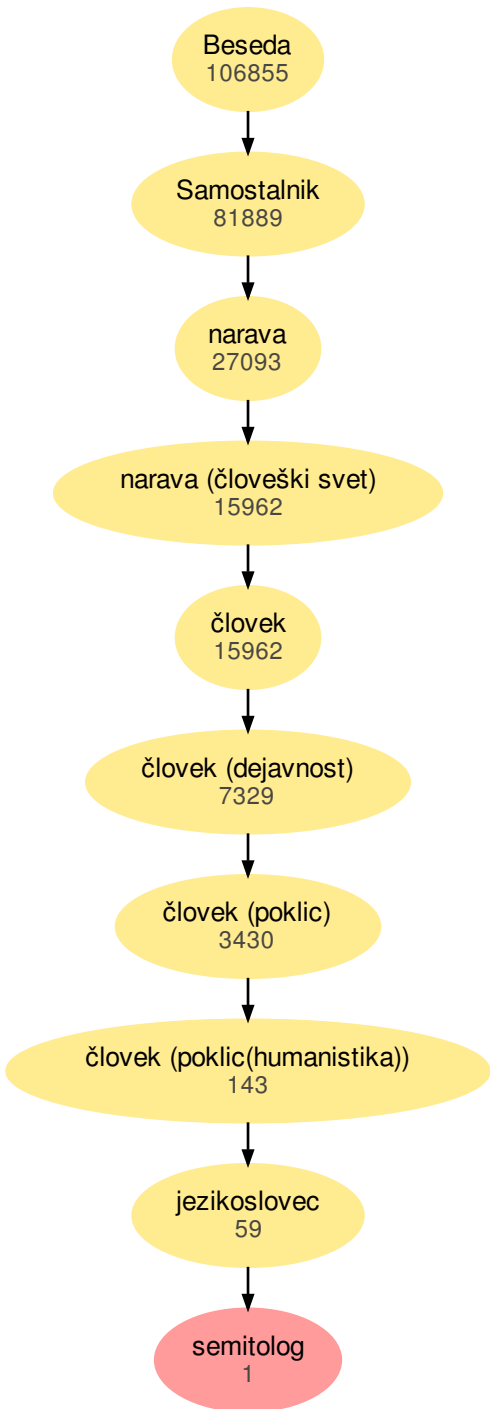 Beseda
106855
Samostalnik
81889
narava
27093
narava (človeški svet)
15962
človek
15962
človek (dejavnost)
7329
človek (poklic)
3430
človek (poklic(humanistika))
143
jezikoslovec
59
semitolog
1